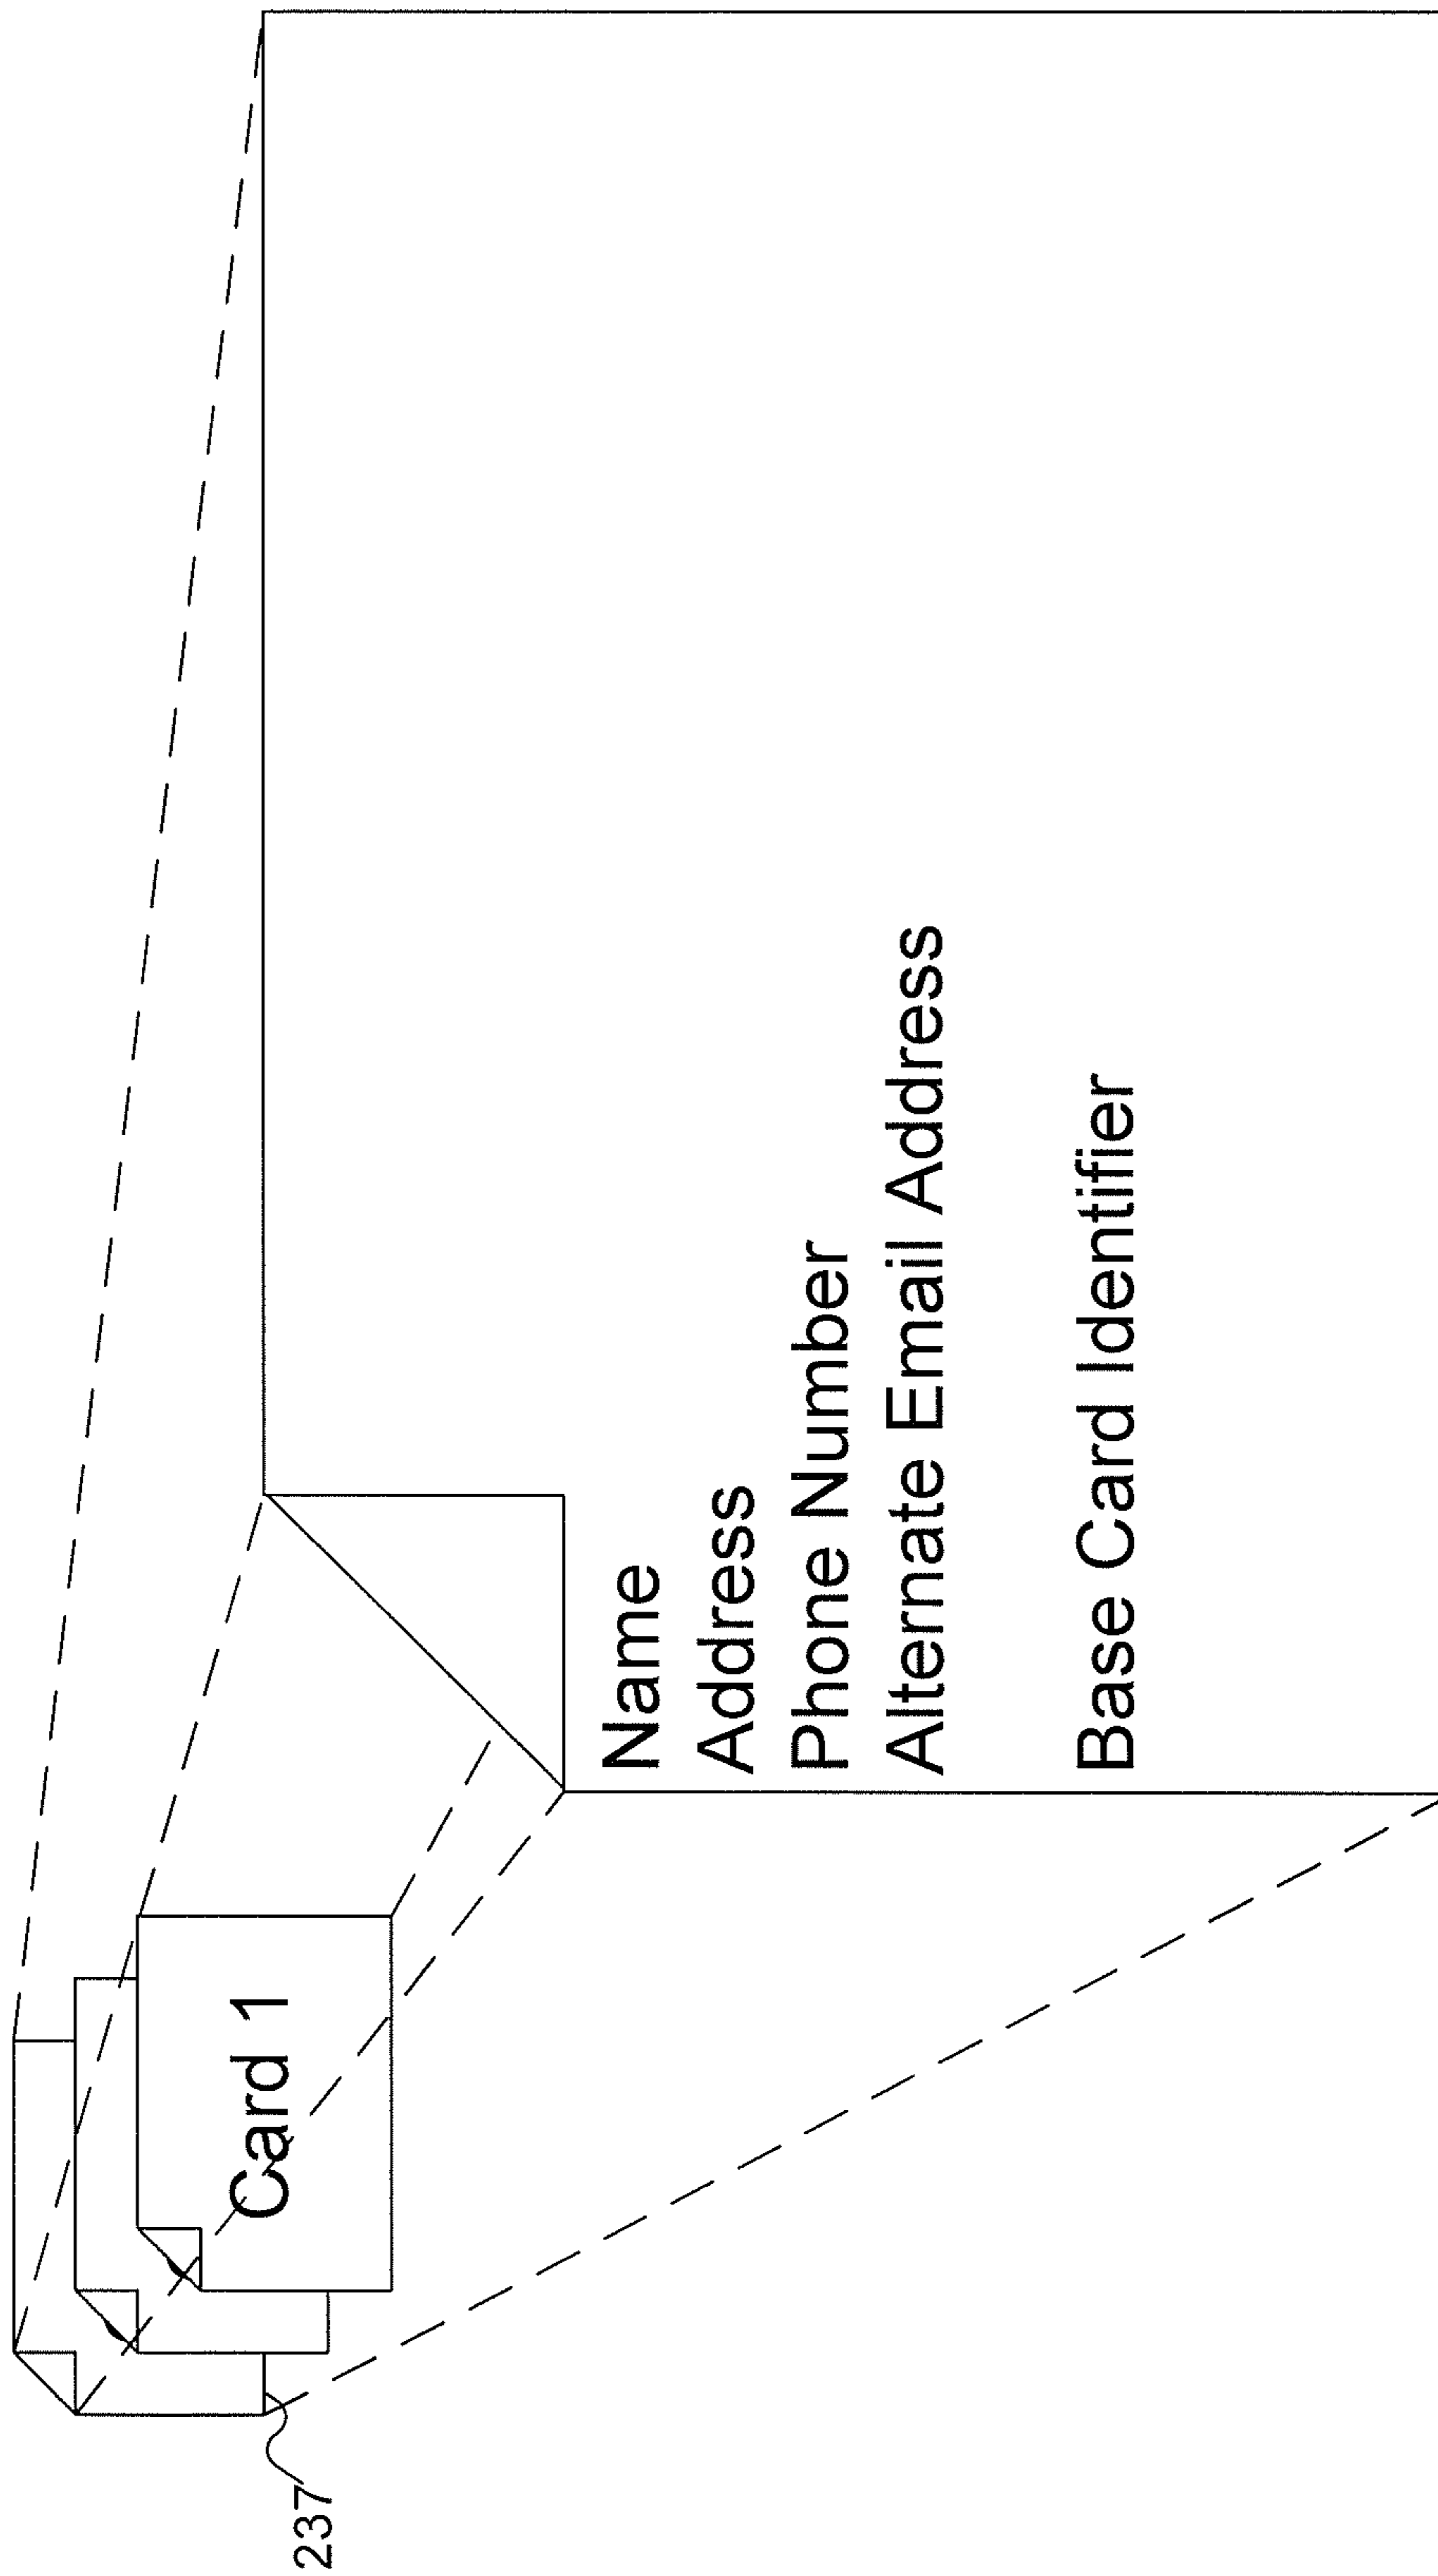 Card 1
237
Name
Address
Phone Number
Alternate Email Address
Base Card Identifier